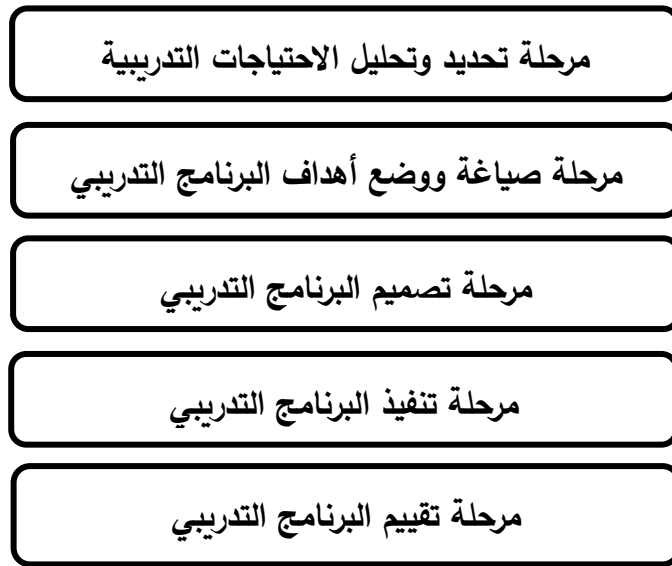 مرحلة تحديد وتحليل الاحتياجات التدريبية
مرحلة صياغة ووضع أهداف البرنامج التدريبي
مرحلة تصميم البرنامج التدريبي
مرحلة تنفيذ البرنامج التدريبي
مرحلة تقييم البرنامج التدريبي